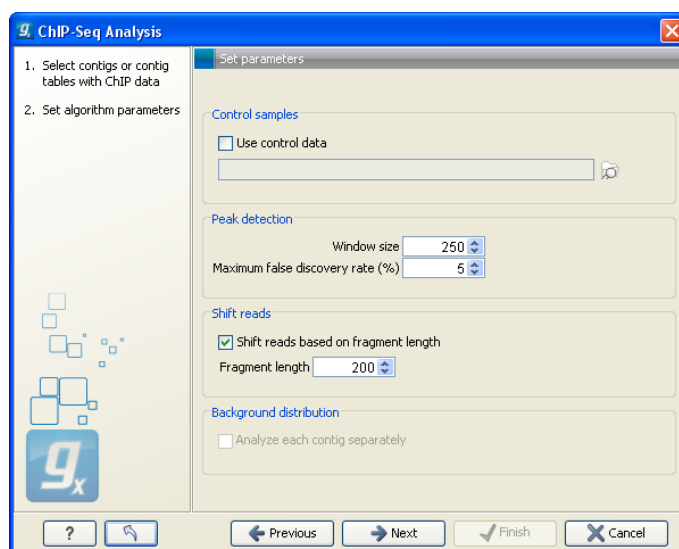 ChIP-Seq Analysis
1. Select contigs or contig
tables with ChIP data
2. Set algorithm parameters
Set parameters
Control samples
Use control data
Peak detection
Window size 250
Maximum false discovery rate (%) 5
Shift reads
Shift reads based on fragment length
Fragment length 200
Background distribution
Analyze each contig separately
gx
? Previous Next Finish Cancel